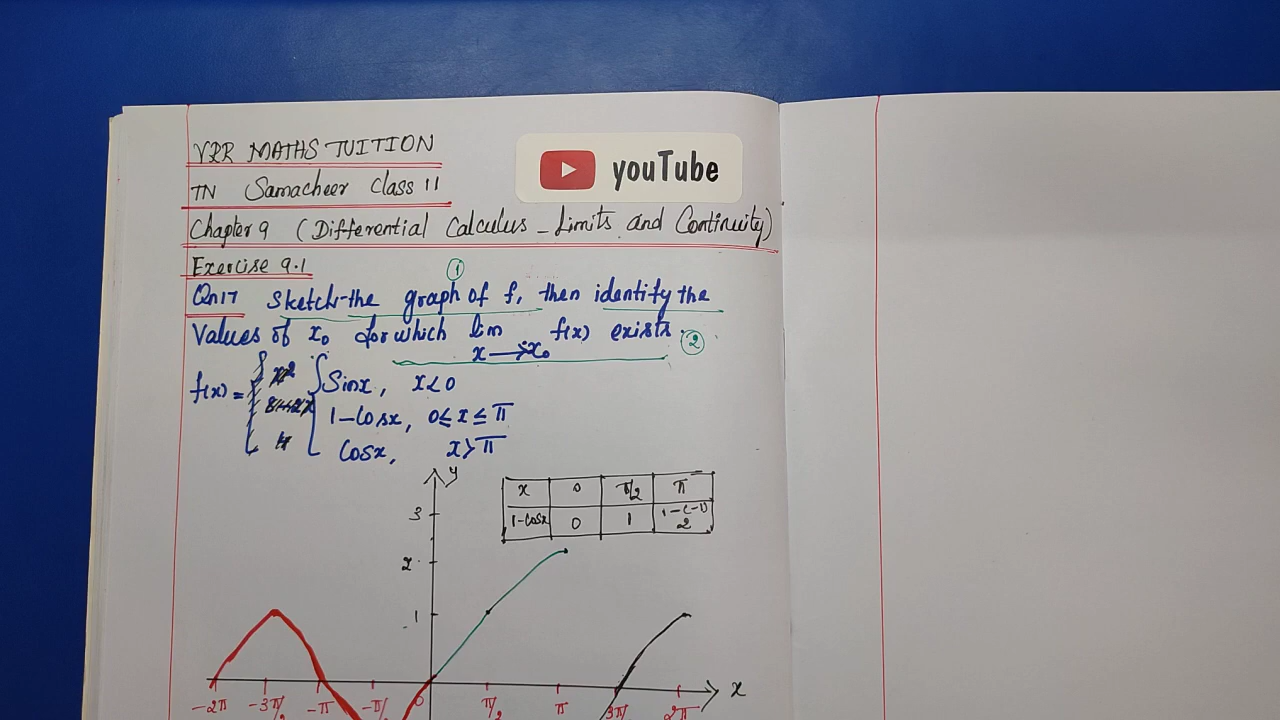 VRR MATHS TUITION
youTube
TN Samacheer Class 11
Chapter 9 (Differential Calculus - Limits and Continuity)
Exercise 9.1
①
Qn17 Sketch the graph of f, then identify the
Values of x₀ for which lim f(x) exists. ②
x→x₀
f(x) = { Sinx, x<0
1-Cosx, 0≤x≤π
Cosx, x>π
y
x 0 π/2 π
1-Cosx 0 1 1-(-1)
2
3
2
1
-2π -3π/2 -π -π/2 0 π/2 π 3π/2 2π x